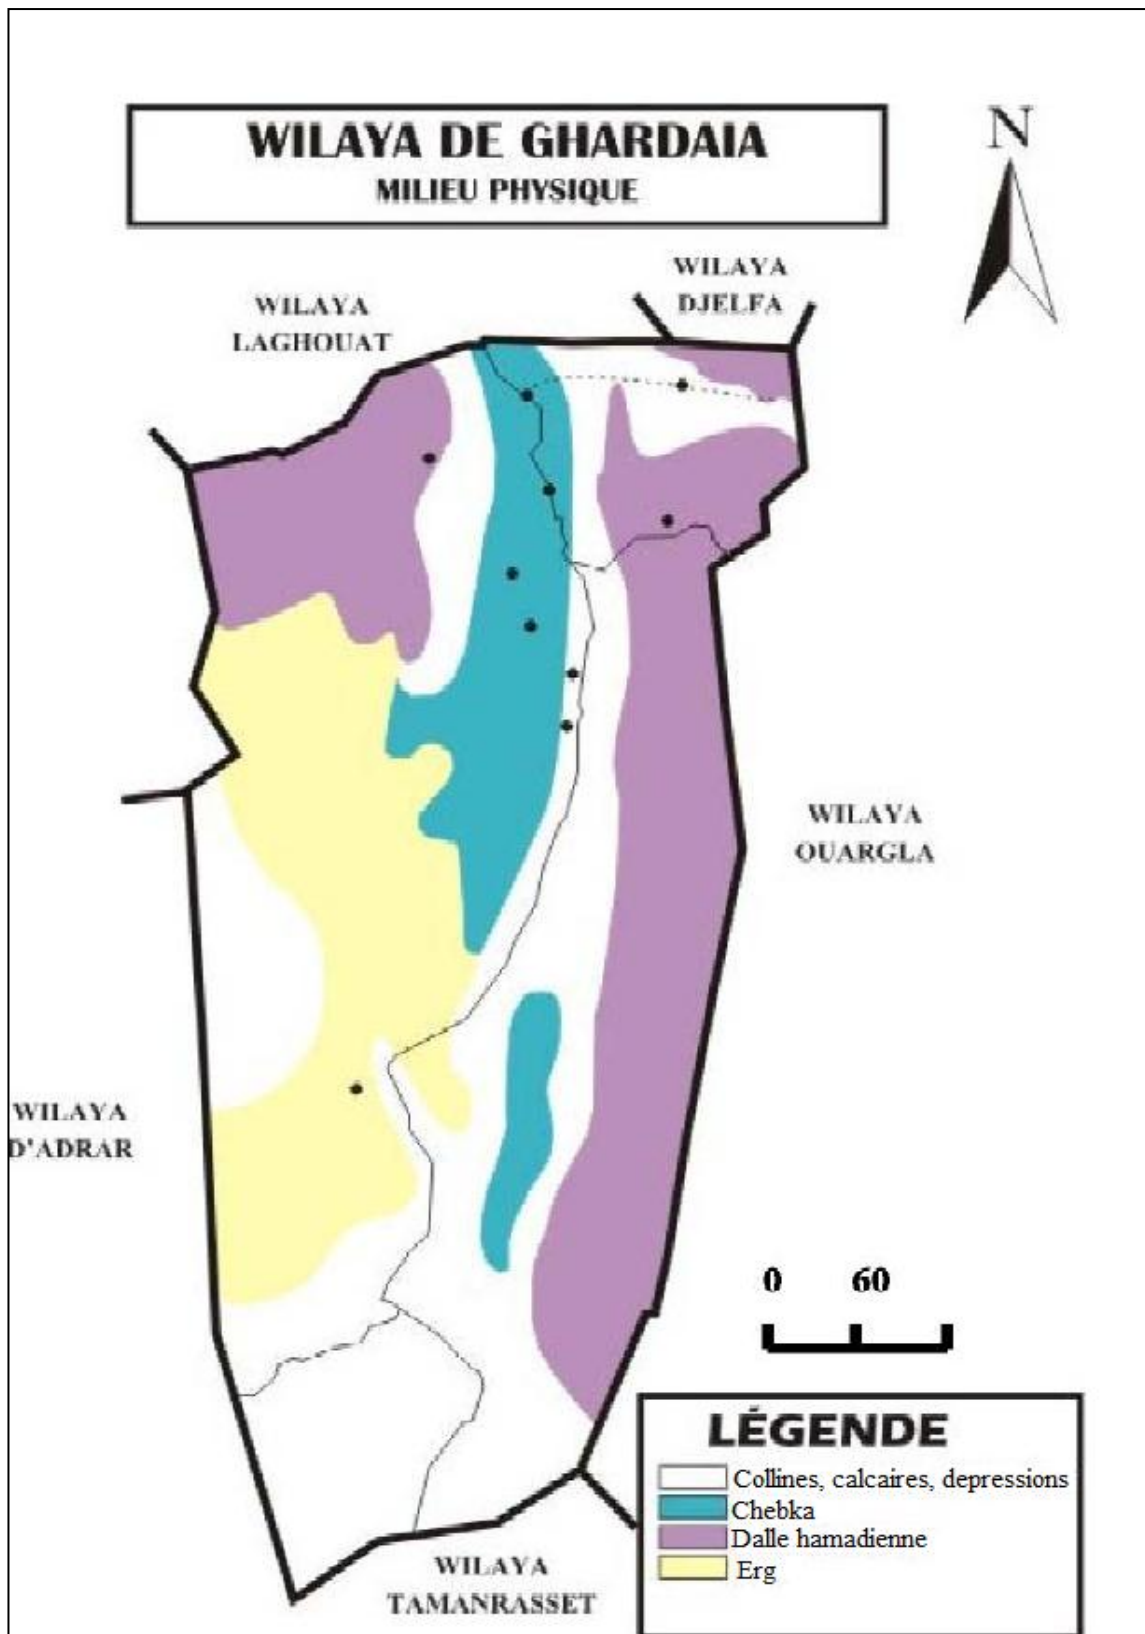 WILAYA DE GHARDAIA
MILIEU PHYSIQUE
N
WILAYA
DJELFA
WILAYA
LAGHOUAT
WILAYA
OUARGLA
WILAYA
D'ADRAR
0 60
LÉGENDE
Collines, calcaires, depressions
Chebka
Dalle hamadienne
Erg
WILAYA
TAMANRASSET